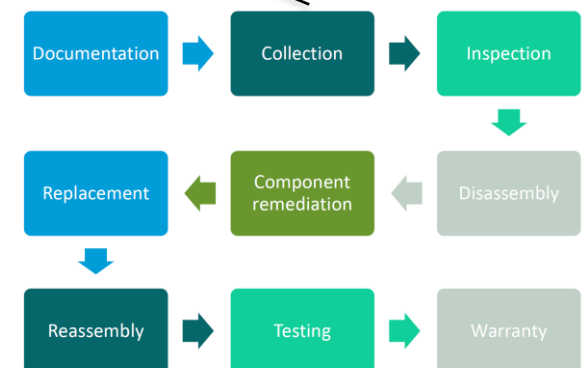 Documentation
Collection
Inspection
Disassembly
Component
remediation
Replacement
Reassembly
Testing
Warranty